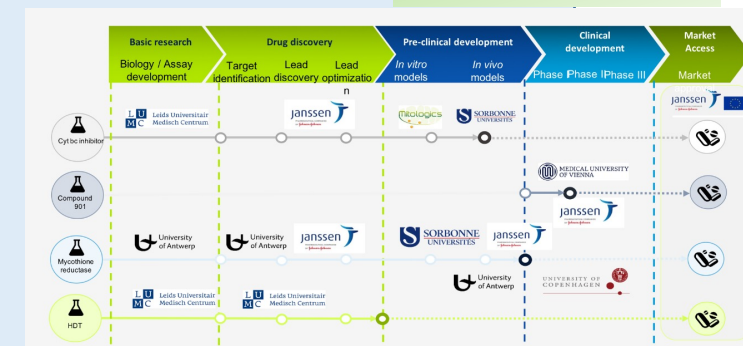 Basic research
Drug discovery
Pre-clinical development
Clinical
development
Market
Access
Biology / Assay
development
Target
identification
Lead
discovery
Lead
optimizatio
n
In vitro
models
In vivo
models
Phase I
Phase II
Phase III
Market
Cyt bc inhibitor
L U
M C
Leids Universitair
Medisch Centrum
janssen
SORBONNE
UNIVERSITÉS
janssen
Compound
901
MEDICAL UNIVERSITY
OF VIENNA
janssen
Mycothione
reductase
University
of Antwerp
University
of Antwerp
janssen
SORBONNE
UNIVERSITÉS
janssen
University
of Antwerp
UNIVERSITY OF
COPENHAGEN
HDT
L U
M C
Leids Universitair
Medisch Centrum
L U
M C
Leids Universitair
Medisch Centrum